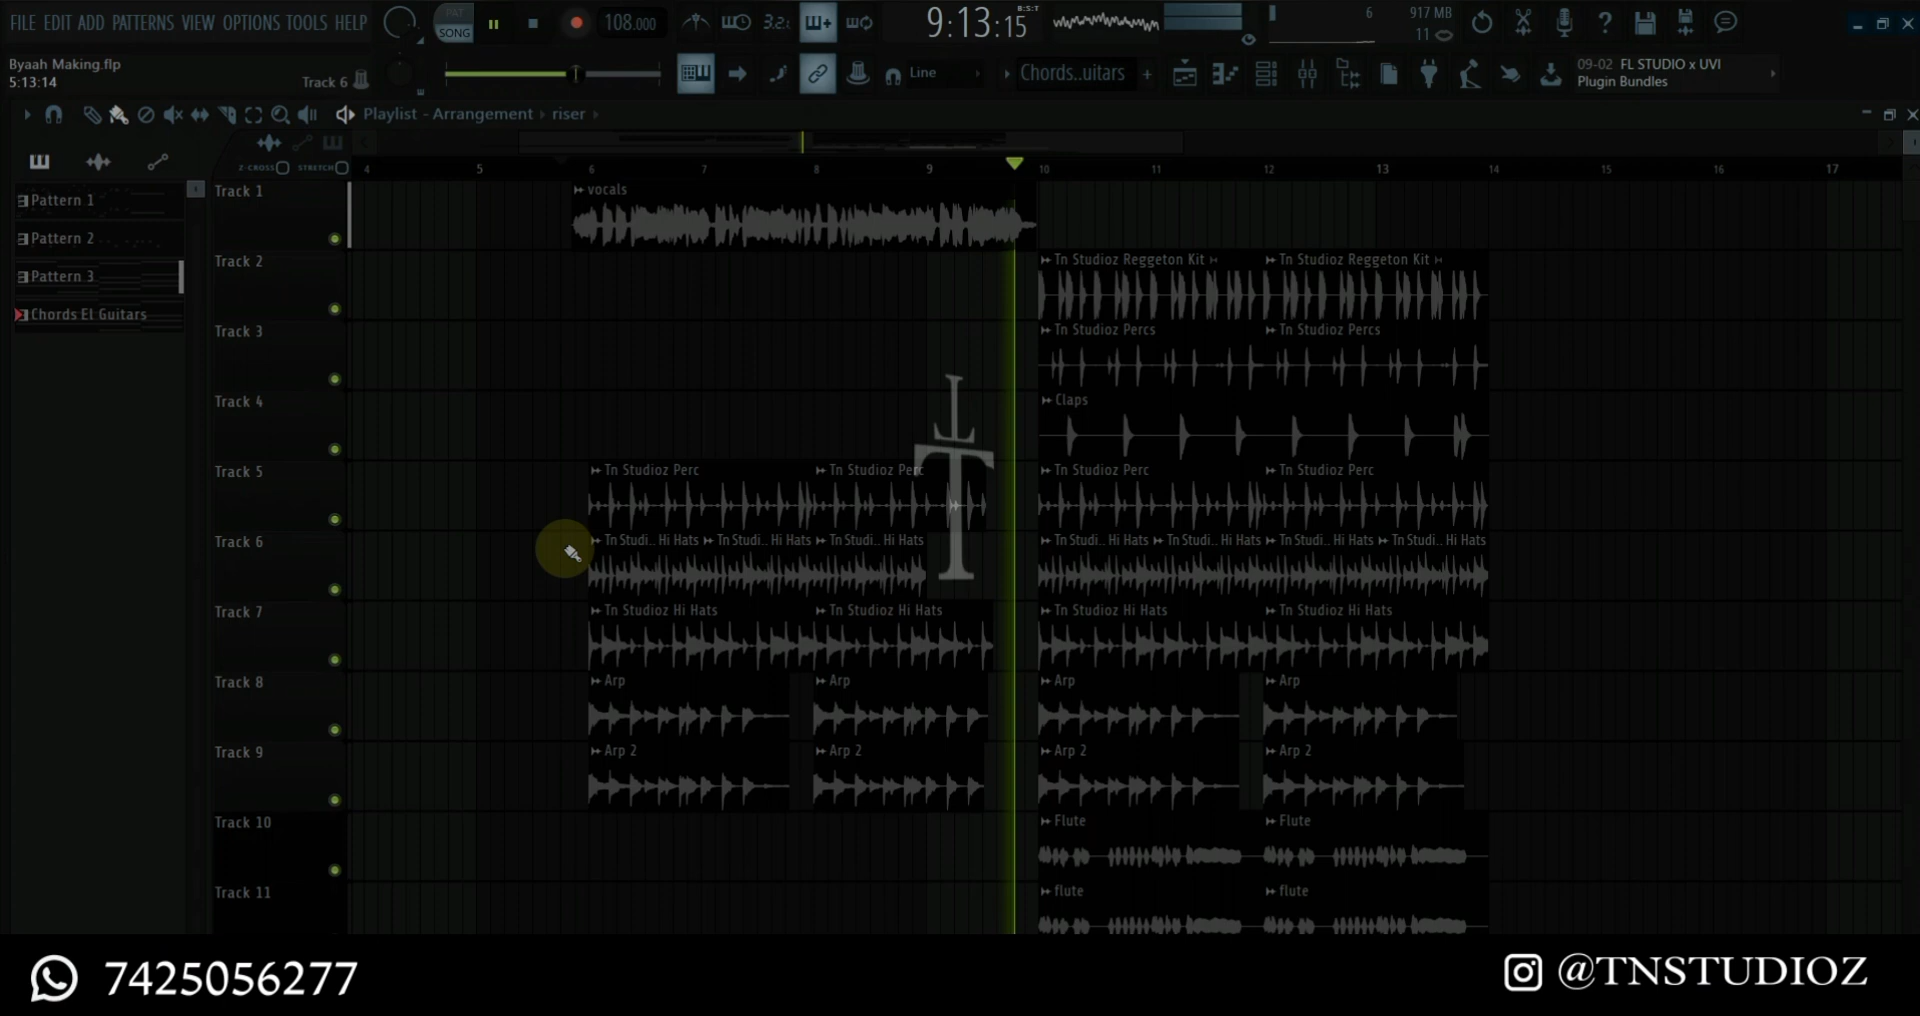 FILE EDIT ADD PATTERNS VIEW OPTIONS TOOLS HELP
PAT
SONG
108.000
3.2.
9:13:15
B:S:T
6
917 MB
11
Byaah Making.flp
5:13:14
Track 6
Line
Chords..uitars
09-02 FL STUDIO x UVI
Plugin Bundles
Playlist - Arrangement › riser
Z-CROSS STRETCH
4 5 6 7 8 9 10 11 12 13 14 15 16 17
Pattern 1
Pattern 2
Pattern 3
Chords El Guitars
Track 1
vocals
Track 2
Tn Studioz Reggeton Kit Tn Studioz Reggeton Kit
Track 3
Tn Studioz Percs Tn Studioz Percs
Track 4
Claps
Track 5
Tn Studioz Perc Tn Studioz Perc Tn Studioz Perc Tn Studioz Perc
Track 6
Tn Studi.. Hi Hats Tn Studi.. Hi Hats Tn Studi.. Hi Hats Tn Studi.. Hi Hats Tn Studi.. Hi Hats Tn Studi.. Hi Hats Tn Studi.. Hi Hats
Track 7
Tn Studioz Hi Hats Tn Studioz Hi Hats Tn Studioz Hi Hats Tn Studioz Hi Hats
Track 8
Arp Arp Arp Arp
Track 9
Arp 2 Arp 2 Arp 2 Arp 2
Track 10
Flute Flute
Track 11
flute flute
7425056277
@TNSTUDIOZ